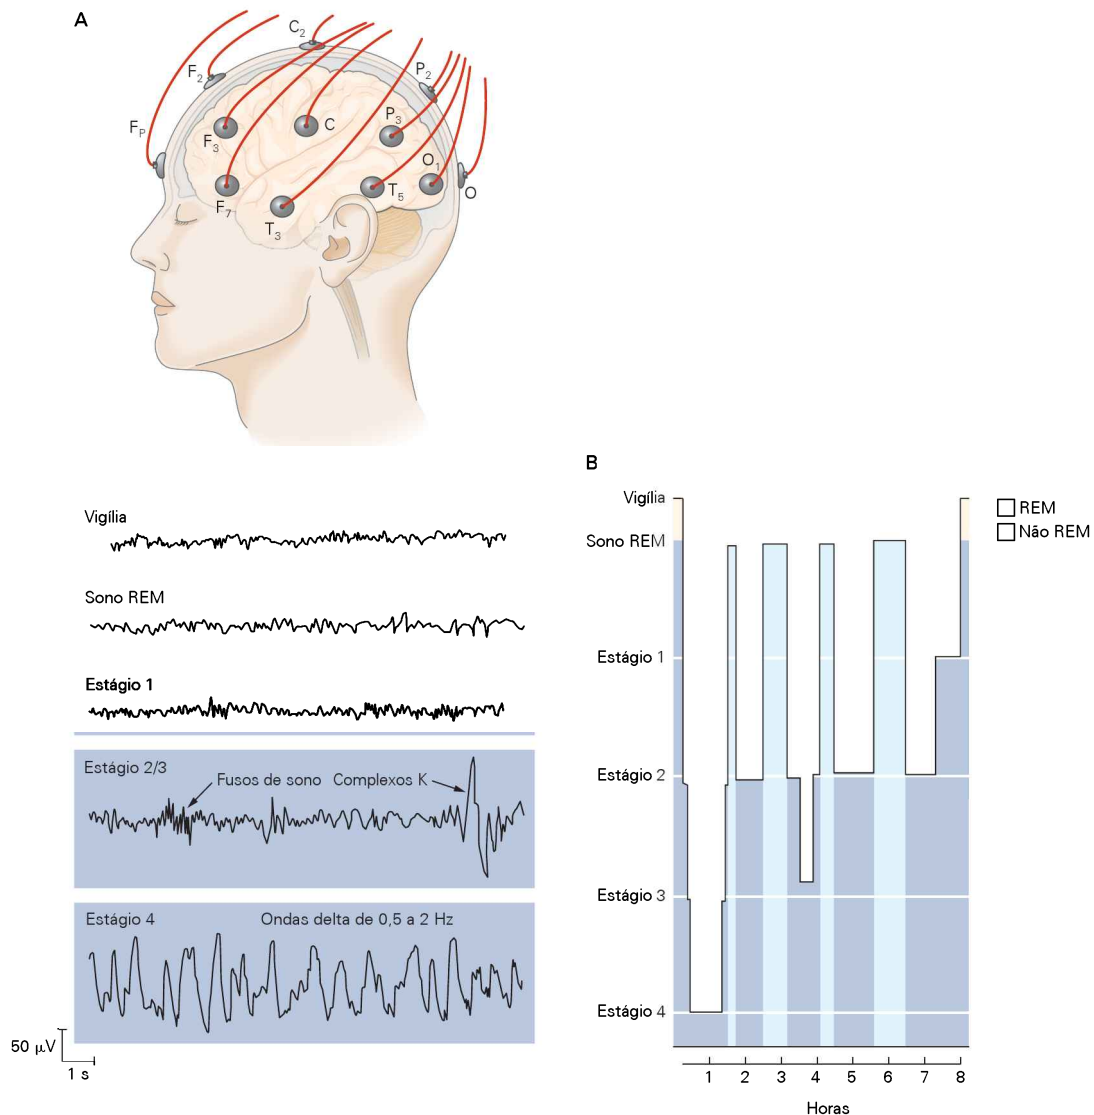 A
C2
F2
P2
FP
F3
C
P3
O1
F7
T5
O
T3
Vigília
Sono REM
Estágio 1
Estágio 2/3
Fusos de sono
Complexos K
Estágio 4
Ondas delta de 0,5 a 2 Hz
50 μV
1 s
B
Vigília
REM
Não REM
Sono REM
Estágio 1
Estágio 2
Estágio 3
Estágio 4
1 2 3 4 5 6 7 8
Horas